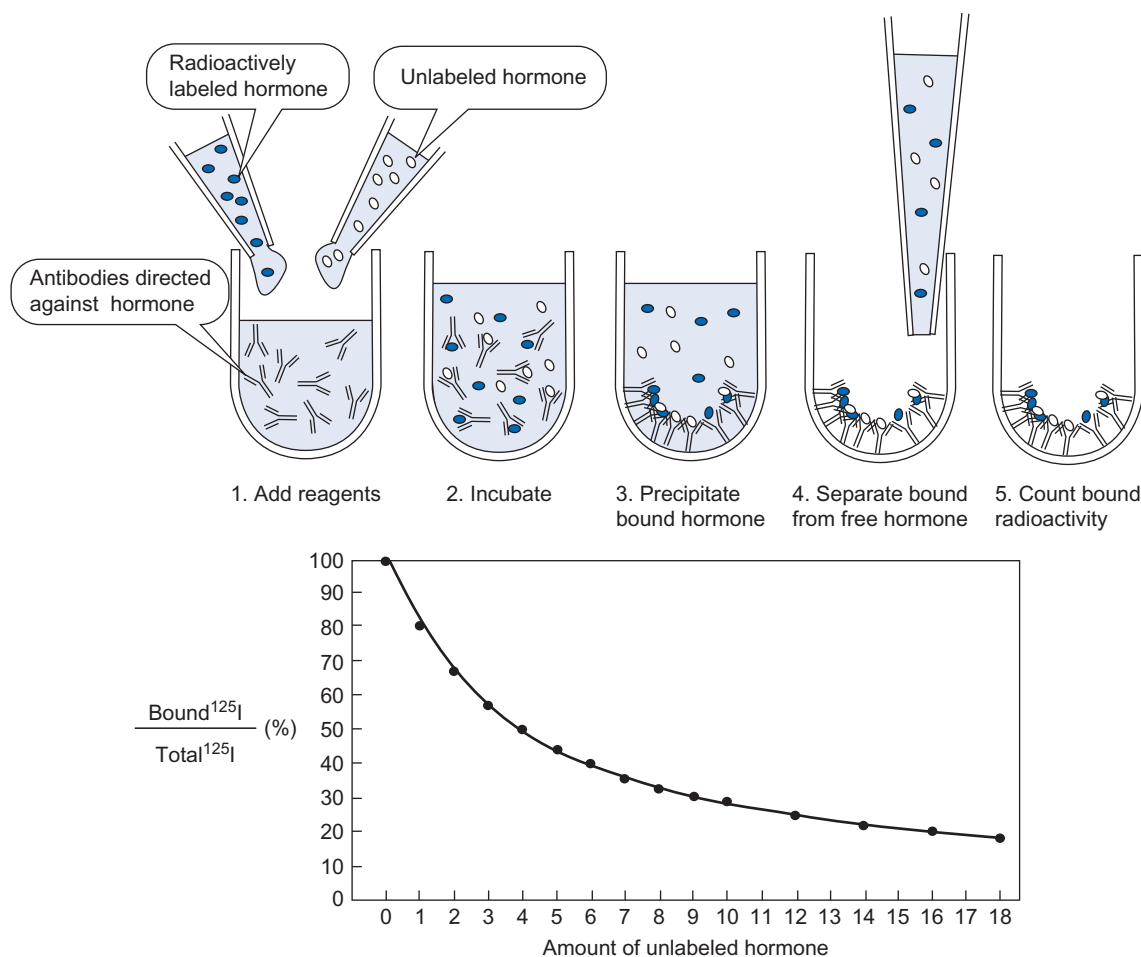 Radioactively
labeled hormone
Unlabeled hormone
Antibodies directed
against hormone
1. Add reagents
2. Incubate
3. Precipitate
bound hormone
4. Separate bound
from free hormone
5. Count bound
radioactivity
100
90
80
70
60
50
40
30
20
10
0
Bound¹²⁵I
Total¹²⁵I
(%)
0 1 2 3 4 5 6 7 8 9 10 11 12 13 14 15 16 17 18
Amount of unlabeled hormone